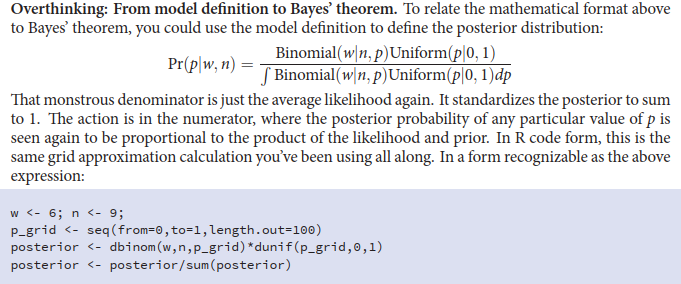 Overthinking: From model definition to Bayes’ theorem. To relate the mathematical format above
to Bayes’ theorem, you could use the model definition to define the posterior distribution:
Pr(p|w, n) = Binomial(w|n, p)Uniform(p|0, 1) / ∫ Binomial(w|n, p)Uniform(p|0, 1)dp
That monstrous denominator is just the average likelihood again. It standardizes the posterior to sum
to 1. The action is in the numerator, where the posterior probability of any particular value of p is
seen again to be proportional to the product of the likelihood and prior. In R code form, this is the
same grid approximation calculation you’ve been using all along. In a form recognizable as the above
expression:
w <- 6; n <- 9;
p_grid <- seq(from=0,to=1,length.out=100)
posterior <- dbinom(w,n,p_grid)*dunif(p_grid,0,1)
posterior <- posterior/sum(posterior)